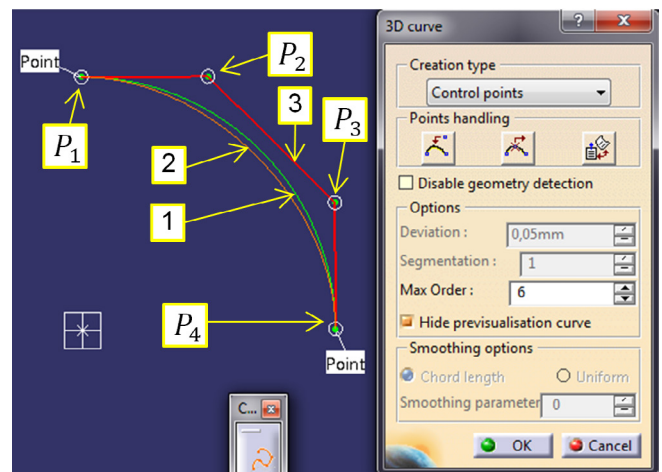 Point
P1
P2
3
P3
2
1
P4
Point
C...
3D curve
?
x
Creation type
Control points
Points handling
Disable geometry detection
Options
Deviation :
0,05mm
Segmentation :
1
Max Order :
6
Hide previsualisation curve
Smoothing options
Chord length
Uniform
Smoothing parameter
0
OK
Cancel